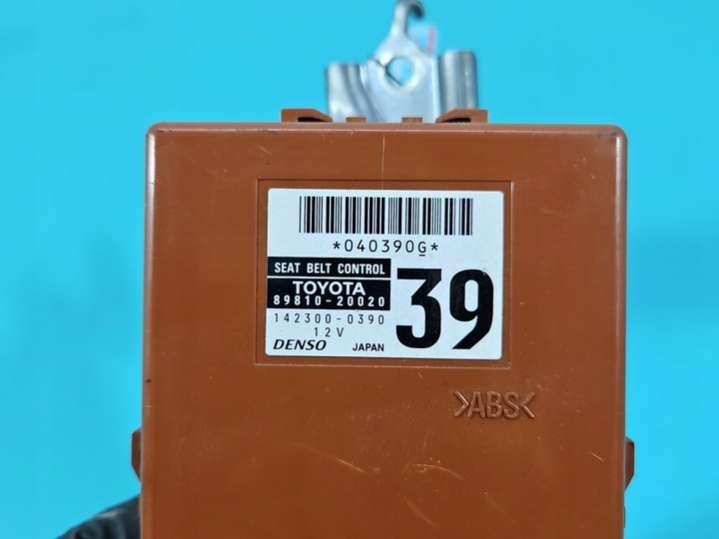 *040390G*
SEAT BELT CONTROL
TOYOTA
89810-20020
142300-0390
12V
DENSO JAPAN
39
>ABS<